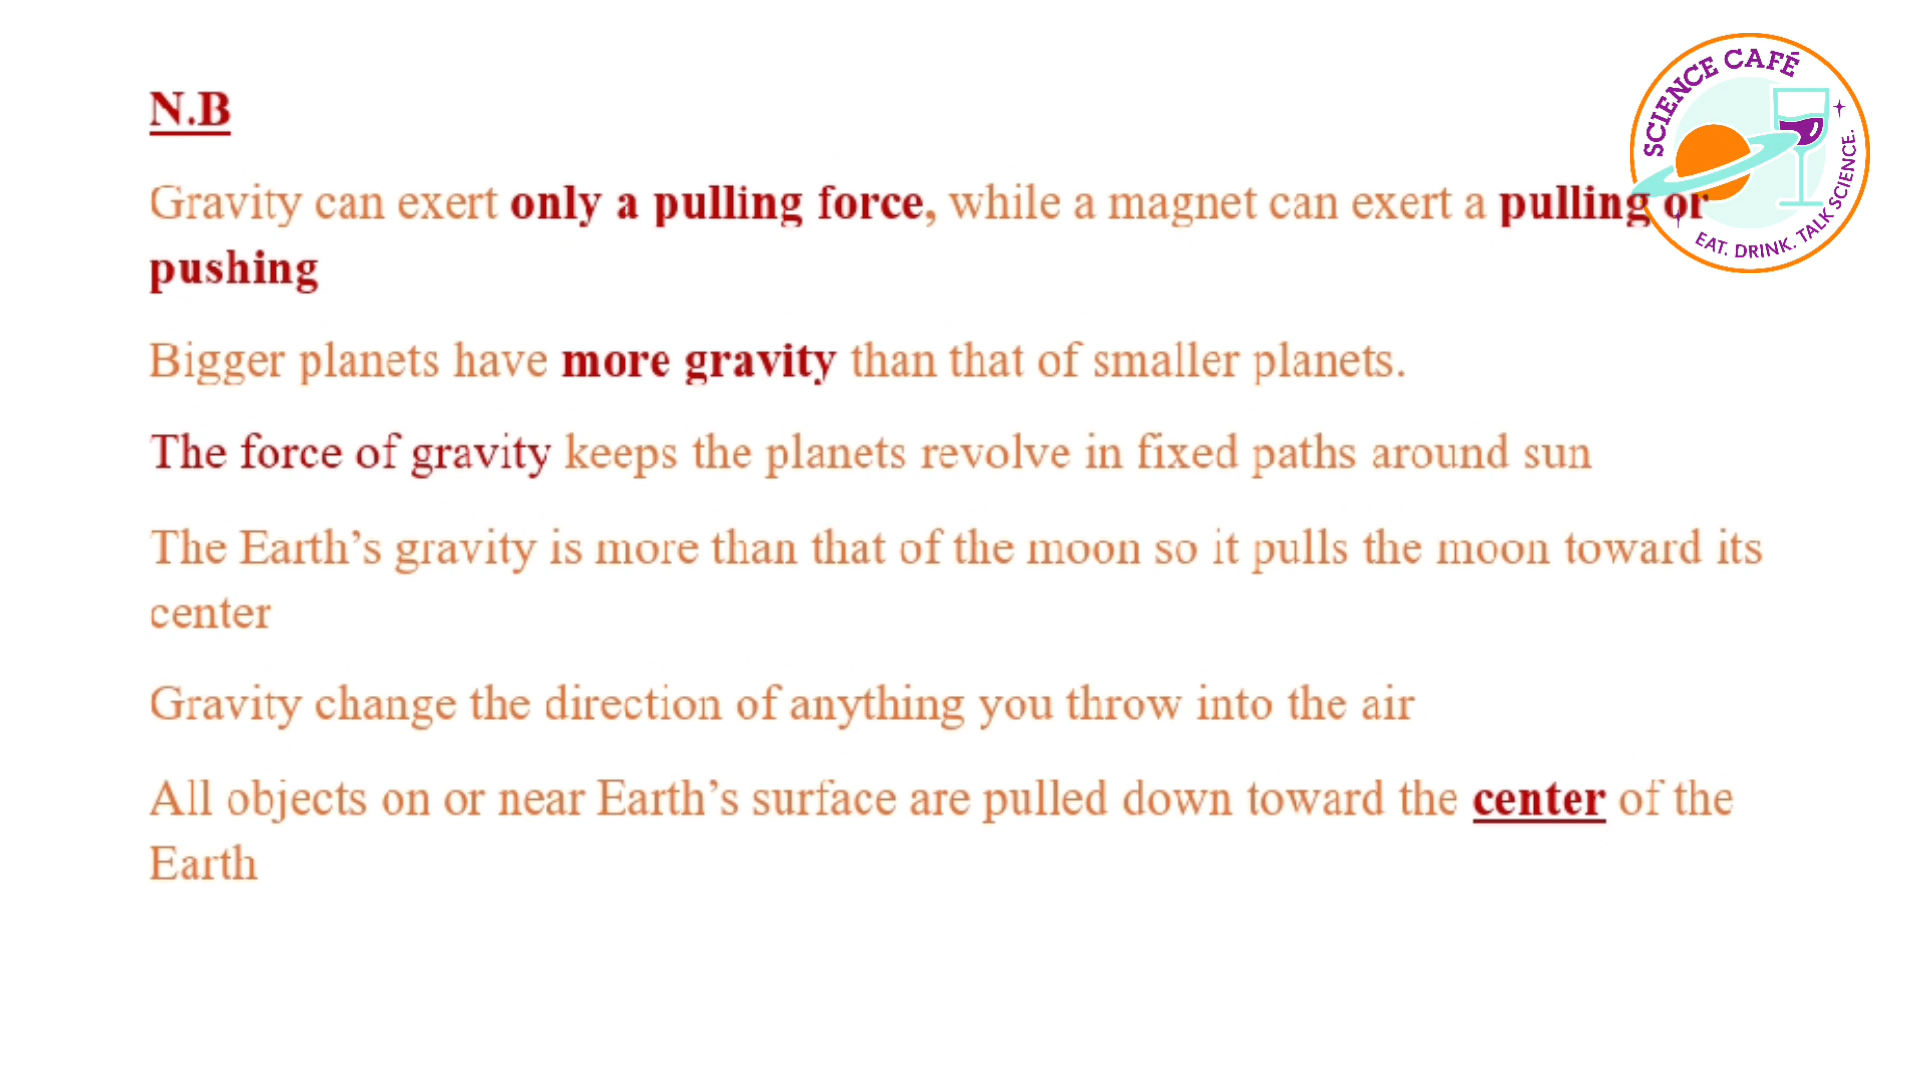 N.B
Gravity can exert only a pulling force, while a magnet can exert a pulling or
pushing
Bigger planets have more gravity than that of smaller planets.
The force of gravity keeps the planets revolve in fixed paths around sun
The Earth’s gravity is more than that of the moon so it pulls the moon toward its
center
Gravity change the direction of anything you throw into the air
All objects on or near Earth’s surface are pulled down toward the center of the
Earth
SCIENCE CAFÉ
EAT. DRINK. TALK SCIENCE.